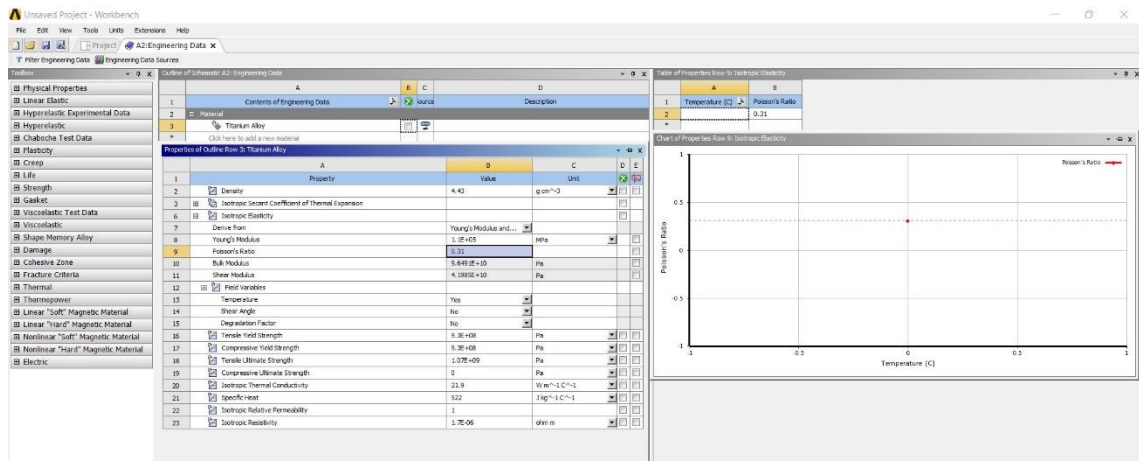 Unsaved Project - Workbench
File Edit View Tools Units Extensions Help
Project A2:Engineering Data
Filter Engineering Data Engineering Data Sources
Toolbox
Physical Properties
Linear Elastic
Hyperelastic Experimental Data
Hyperelastic
Chaboche Test Data
Plasticity
Creep
Life
Strength
Gasket
Viscoelastic Test Data
Viscoelastic
Shape Memory Alloy
Damage
Cohesive Zone
Fracture Criteria
Thermal
Thermopower
Linear "Soft" Magnetic Material
Linear "Hard" Magnetic Material
Nonlinear "Soft" Magnetic Material
Nonlinear "Hard" Magnetic Material
Electric
Outline of Schematic A2: Engineering Data
A B C D
1 Contents of Engineering Data ource Description
2 Material
3 Titanium Alloy
* Click here to add a new material
Properties of Outline Row 3: Titanium Alloy
A B C D E
1 Property Value Unit
2 Density 4.43 g cm^-3
3 Isotropic Secant Coefficient of Thermal Expansion
6 Isotropic Elasticity
7 Derive from Young's Modulus and...
8 Young's Modulus 1.1E+05 MPa
9 Poisson's Ratio 0.31
10 Bulk Modulus 9.6491E+10 Pa
11 Shear Modulus 4.1985E+10 Pa
12 Field Variables
13 Temperature Yes
14 Shear Angle No
15 Degradation Factor No
16 Tensile Yield Strength 9.3E+08 Pa
17 Compressive Yield Strength 9.3E+08 Pa
18 Tensile Ultimate Strength 1.07E+09 Pa
19 Compressive Ultimate Strength 0 Pa
20 Isotropic Thermal Conductivity 21.9 W m^-1 C^-1
21 Specific Heat 522 J kg^-1 C^-1
22 Isotropic Relative Permeability 1
23 Isotropic Resistivity 1.7E-06 ohm m
Table of Properties Row 9: Isotropic Elasticity
A B
1 Temperature (C) Poisson's Ratio
2 0.31
*
Chart of Properties Row 9: Isotropic Elasticity
Poisson's Ratio
1
0.5
0
-0.5
-1
Poisson's Ratio
-1 -0.5 0 0.5 1
Temperature [C]